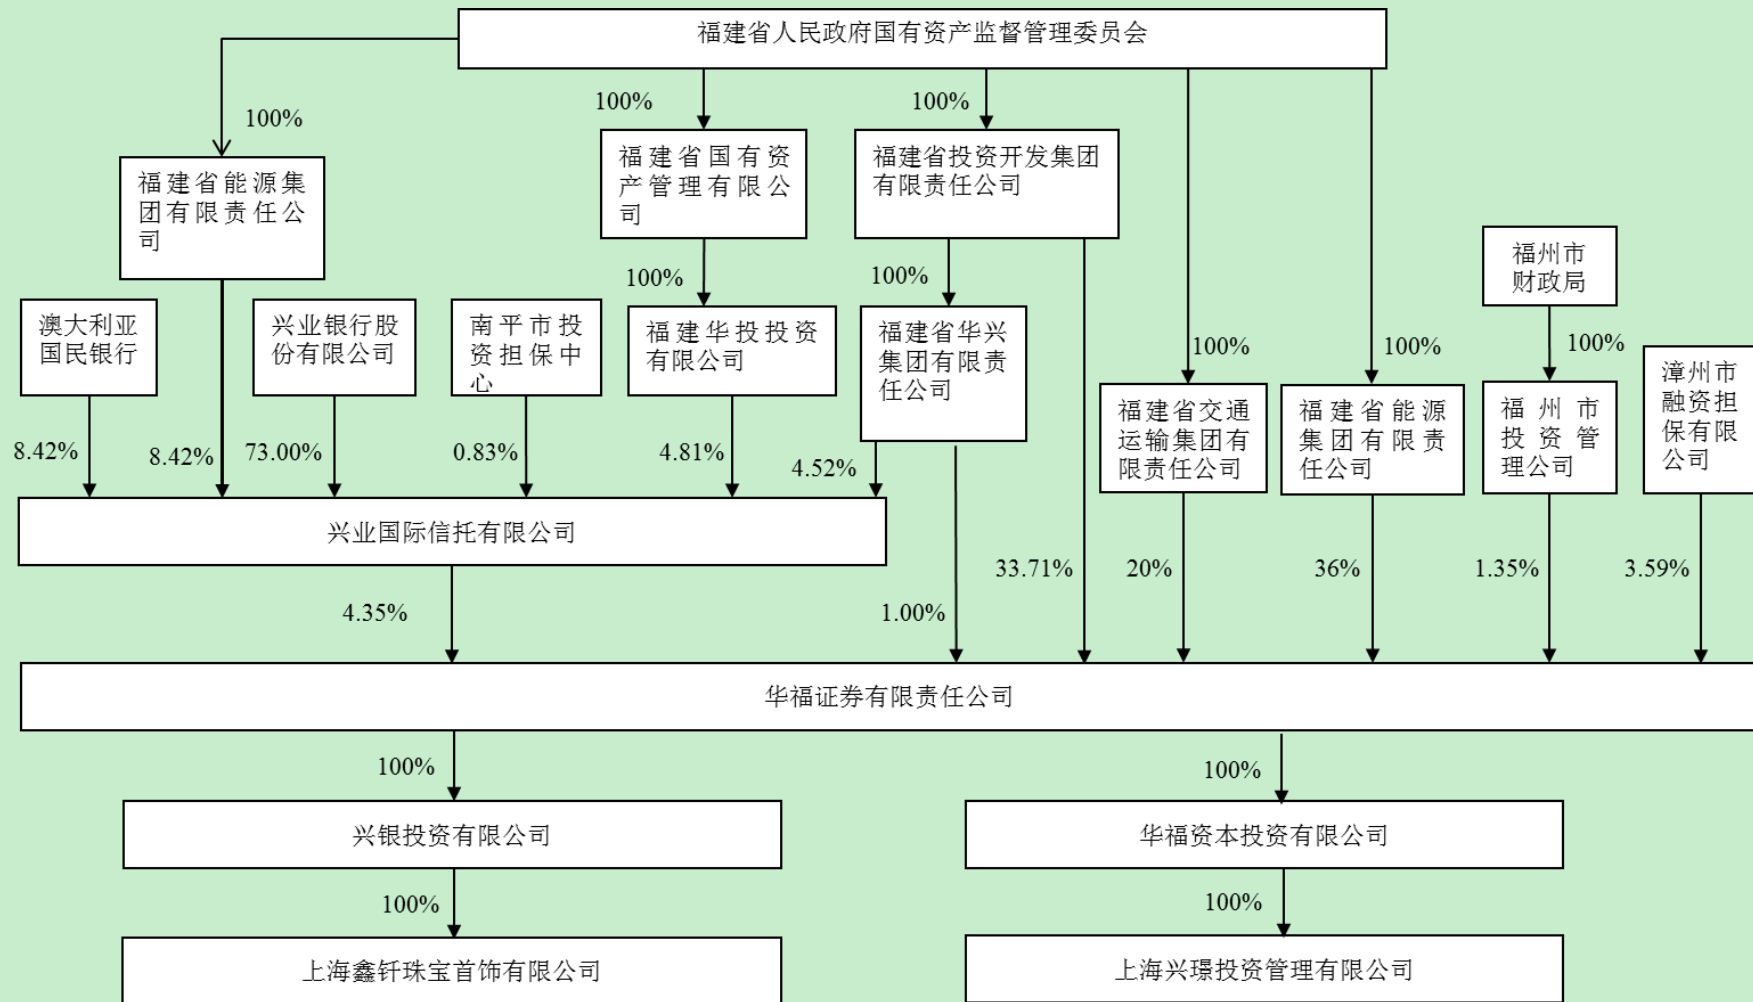 福建省人民政府国有资产监督管理委员会
100%
100%
100%
福建省能源集
团有限责任公
司
福建省国有资
产管理有限公
司
福建省投资开发集团
有限责任公司
福州市
财政局
100%
100%
100%
100%
100%
澳大利亚
国民银行
兴业银行股
份有限公司
南平市投
资担保中
心
福建华投投资
有限公司
福建省华兴
集团有限责
任公司
福建省交通
运输集团有
限责任公司
福建省能源
集团有限责
任公司
福州市
投资管
理公司
漳州市
融资担
保有限
公司
8.42%
8.42%
73.00%
0.83%
4.81%
4.52%
兴业国际信托有限公司
4.35%
1.00%
33.71%
20%
36%
1.35%
3.59%
华福证券有限责任公司
100%
100%
兴银投资有限公司
华福资本投资有限公司
100%
100%
上海鑫钎珠宝首饰有限公司
上海兴璟投资管理有限公司